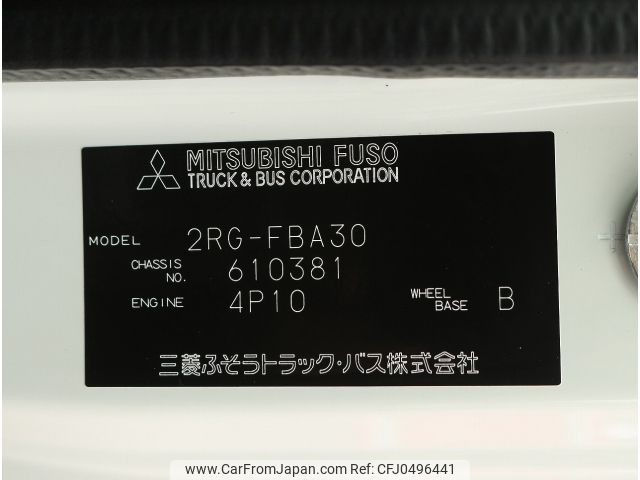 MITSUBISHI FUSO
TRUCK & BUS CORPORATION
MODEL 2RG-FBA30
CHASSIS NO. 610381
ENGINE 4P10 WHEEL BASE B
三菱ふそうトラック・バス株式会社
www.CarFromJapan.com | REF:CFJ0496441